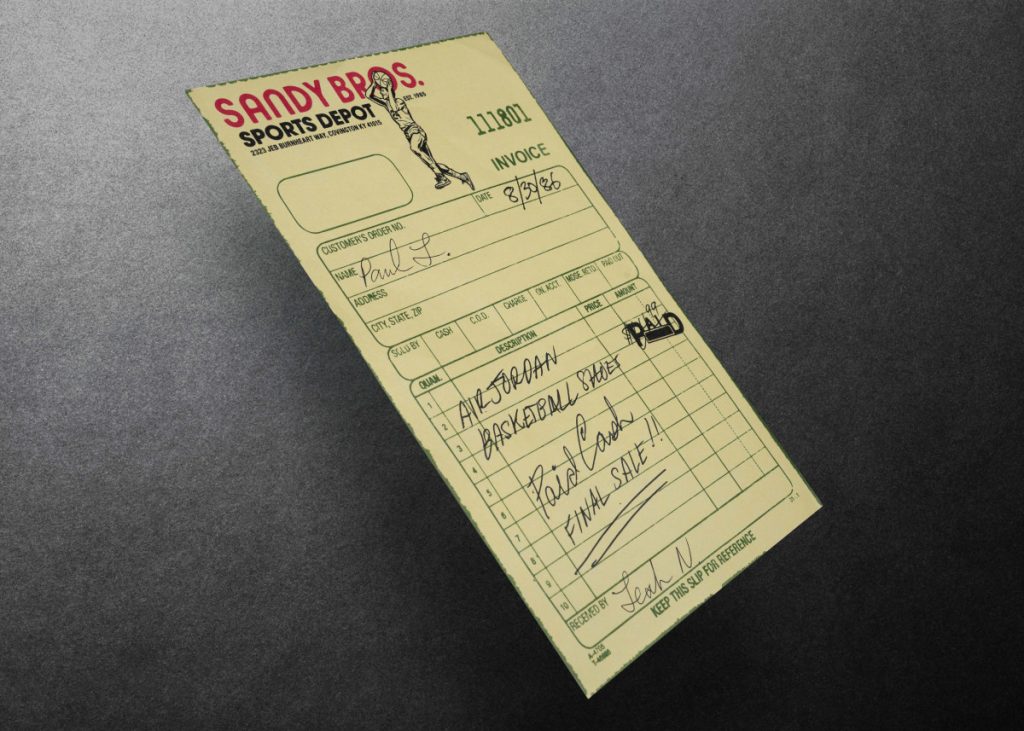 SANDY BROS.
EST. 1985
SPORTS DEPOT
2323 JEB BURNHEART WAY, COVINGTON KY 41015
111801
INVOICE
CUSTOMER'S ORDER NO.
DATE 8/30/86
NAME Paul L.
ADDRESS
CITY, STATE, ZIP
SOLD BY CASH C.O.D. CHARGE ON. ACCT MDSE. RETD PAID OUT
QUAN. DESCRIPTION PRICE AMOUNT
1 AIR JORDAN 99 PAID
2 BASKETBALL SHOES
3
4 Paid Cash
5 FINAL SALE!!
6
7
8
9
10
RECEIVED BY Leah N
KEEP THIS SLIP FOR REFERENCE